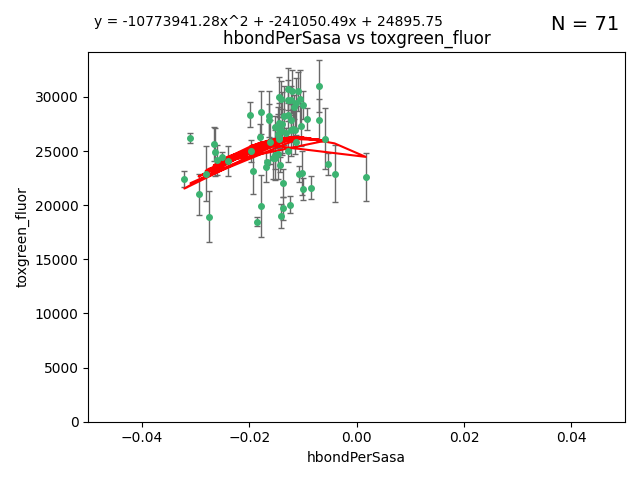 y = -10773941.28x^2 + -241050.49x + 24895.75
N = 71
hbondPerSasa vs toxgreen_fluor
toxgreen_fluor
30000
25000
20000
15000
10000
5000
0
−0.04
−0.02
0.00
0.02
0.04
hbondPerSasa